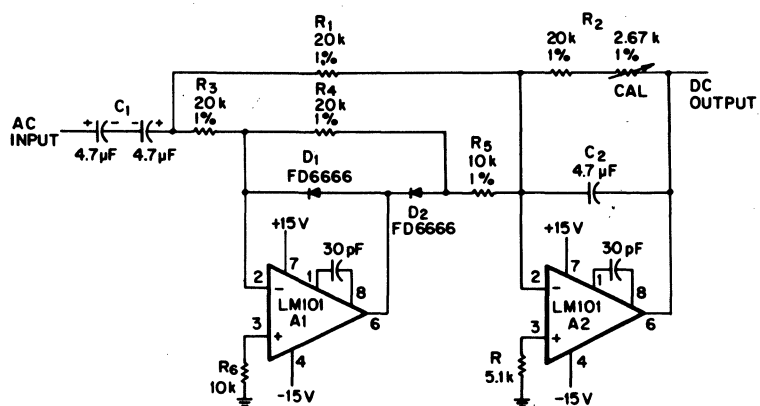 R1
20k
1%
R2
20k
1%
2.67k
1%
CAL
DC
OUTPUT
AC
INPUT
C1
+ - - +
4.7μF
4.7μF
R3
20k
1%
R4
20k
1%
D1
FD6666
D2
FD6666
R5
10k
1%
C2
4.7 μF
+15V
30pF
7
1
8
2
-
LM101
A1
3
+
6
4
R6
10k
-15V
+15V
30pF
7
1
8
2
-
LM101
A2
3
+
6
4
R
5.1k
-15V